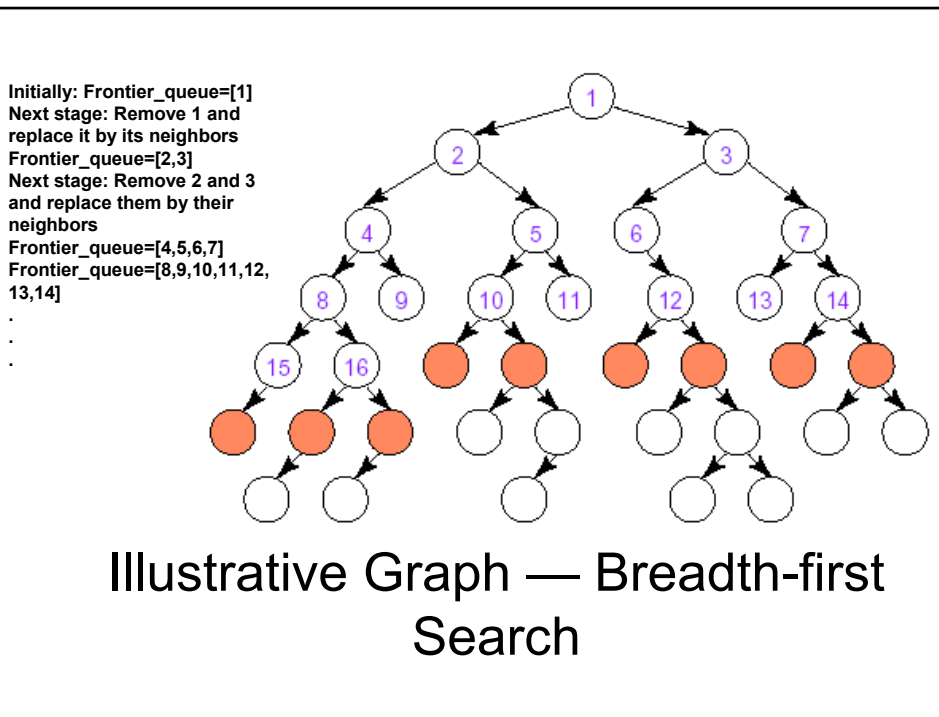 Initially: Frontier_queue=[1]
Next stage: Remove 1 and
replace it by its neighbors
Frontier_queue=[2,3]
Next stage: Remove 2 and 3
and replace them by their
neighbors
Frontier_queue=[4,5,6,7]
Frontier_queue=[8,9,10,11,12,
13,14]
.
.
.
1
2 3
4 5 6 7
8 9 10 11 12 13 14
15 16
Illustrative Graph — Breadth-first
Search